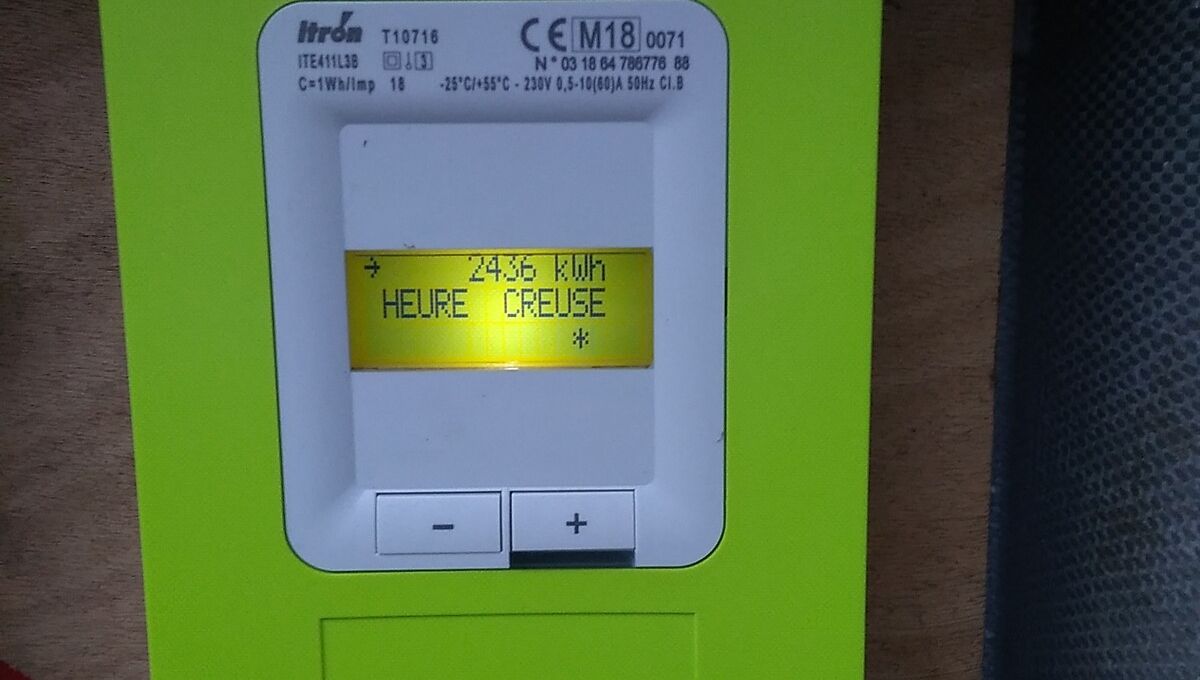 Itron T10716 CE M18 0071
ITE411L3B 3 N° 03 18 64 786776 88
C=1Wh/Imp 18 -25°C/+55°C - 230V 0,5-10(60)A 50Hz Cl.B
→ 2436 kWh
HEURE CREUSE
*
- +